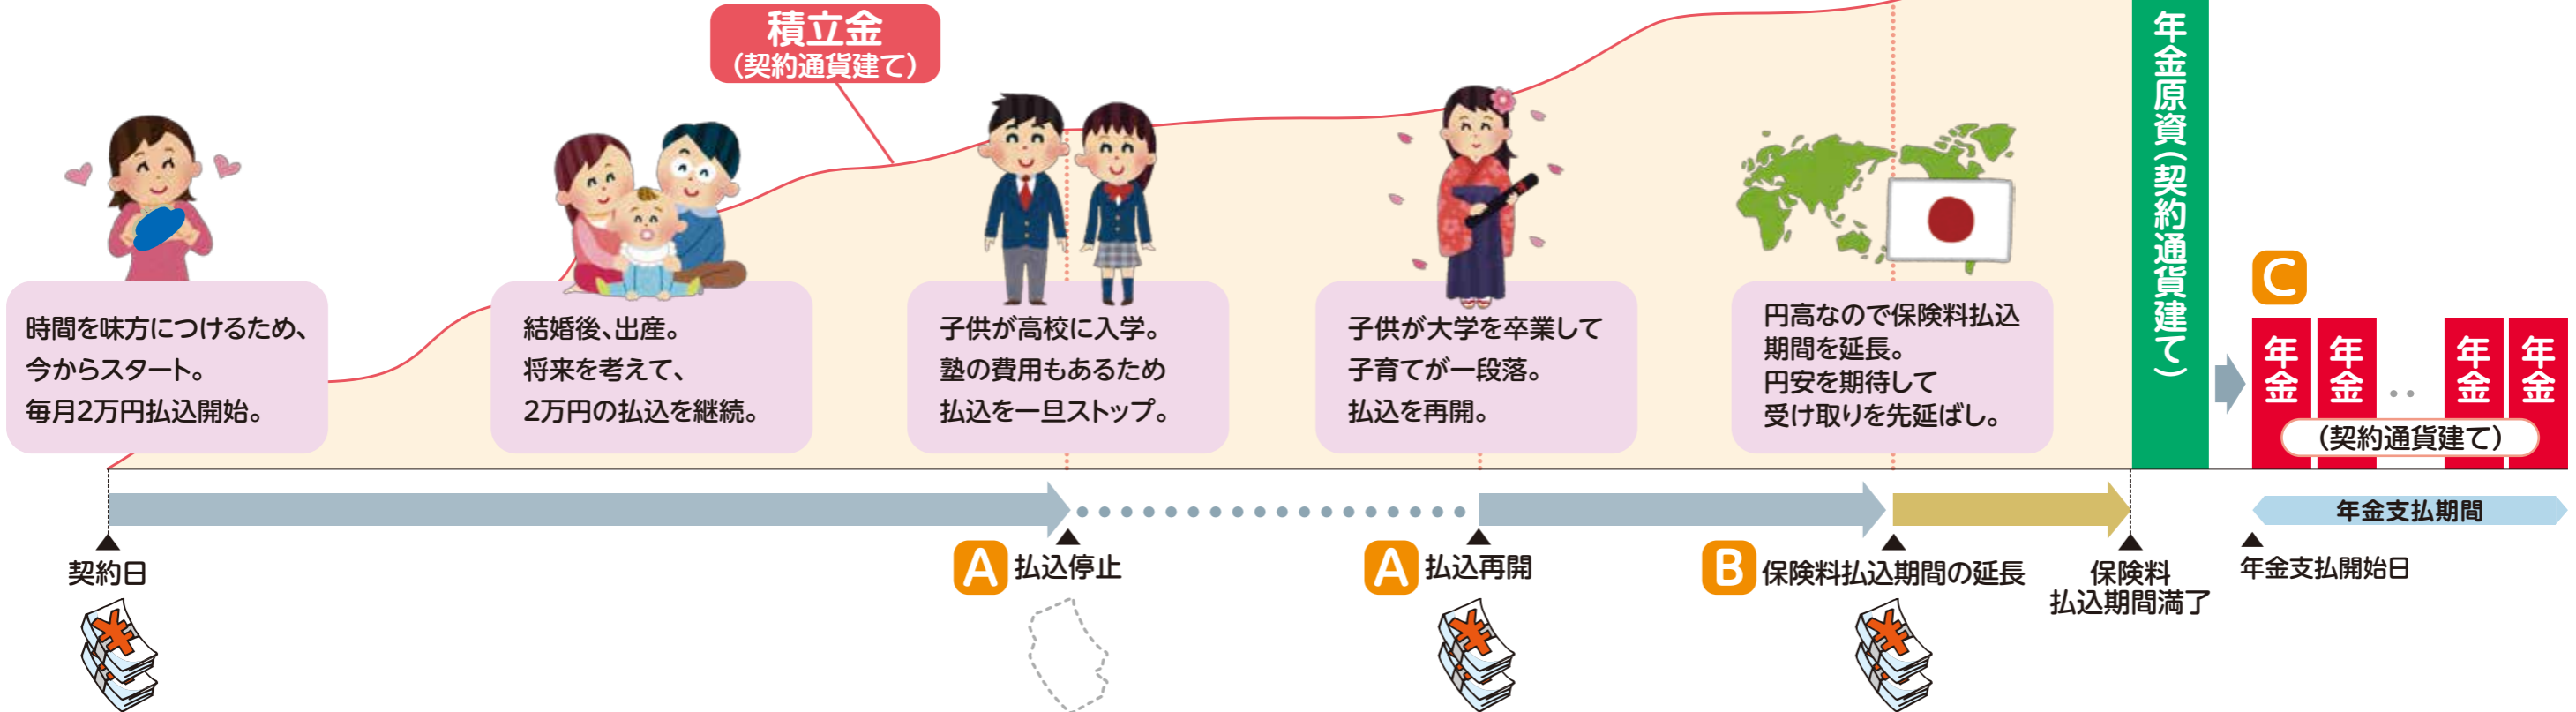 積立金
（契約通貨建て）
時間を味方につけるため、
今からスタート。
毎月2万円払込開始。
結婚後、出産。
将来を考えて、
2万円の払込を継続。
子供が高校に入学。
塾の費用もあるため
払込を一旦ストップ。
子供が大学を卒業して
子育てが一段落。
払込を再開。
円高なので保険料払込
期間を延長。
円安を期待して
受け取りを先延ばし。
年金原資（契約通貨建て）
C
年金
年金
‥
年金
年金
（契約通貨建て）
年金支払期間
契約日
A 払込停止
A 払込再開
B 保険料払込期間の延長
保険料
払込期間満了
年金支払開始日
¥
¥
¥